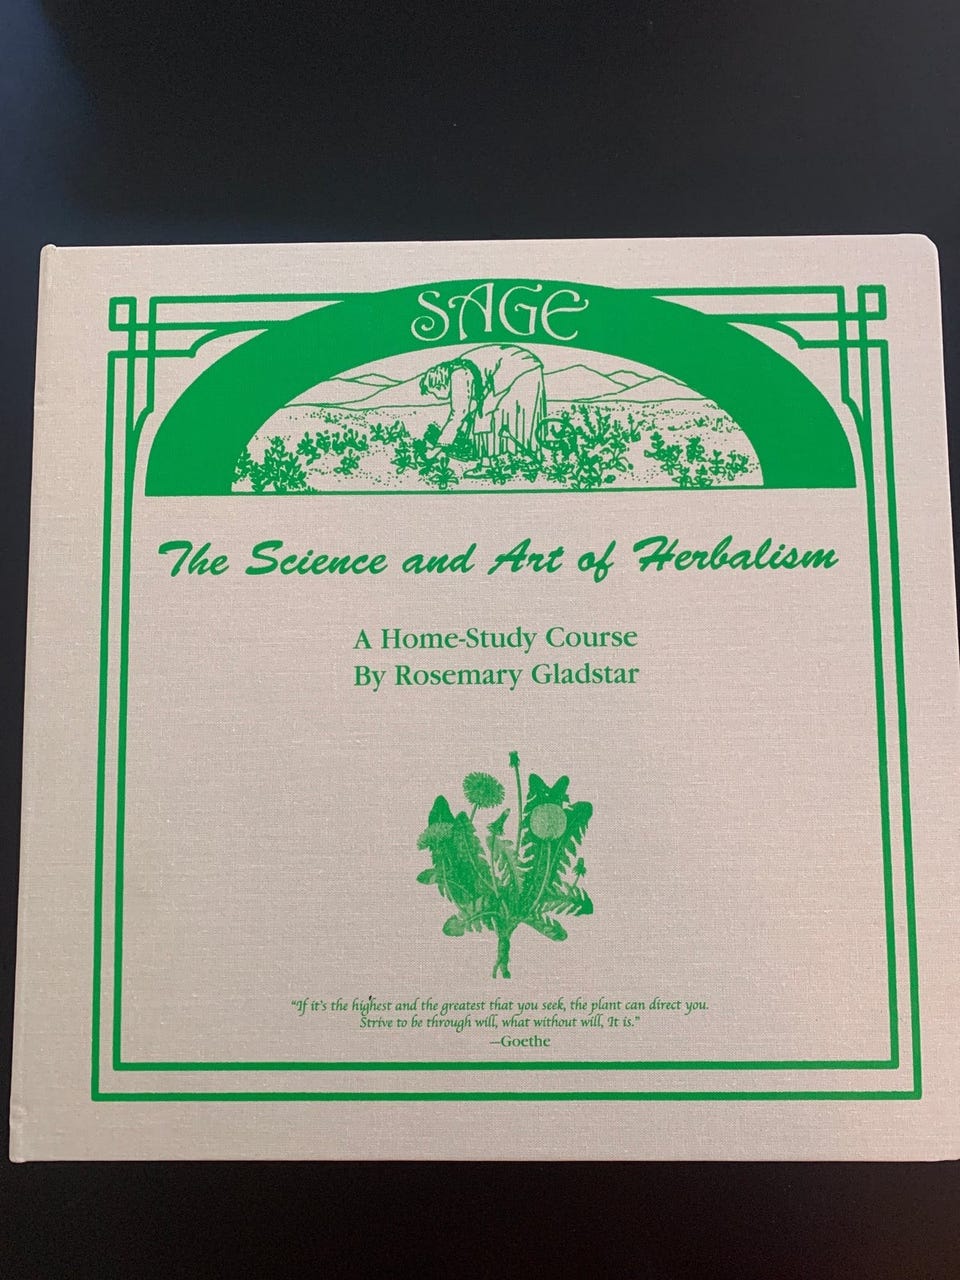 SAGE
The Science and Art of Herbalism
A Home-Study Course
By Rosemary Gladstar
"If it's the highest and the greatest that you seek, the plant can direct you.
Strive to be through will, what without will, It is."
—Goethe